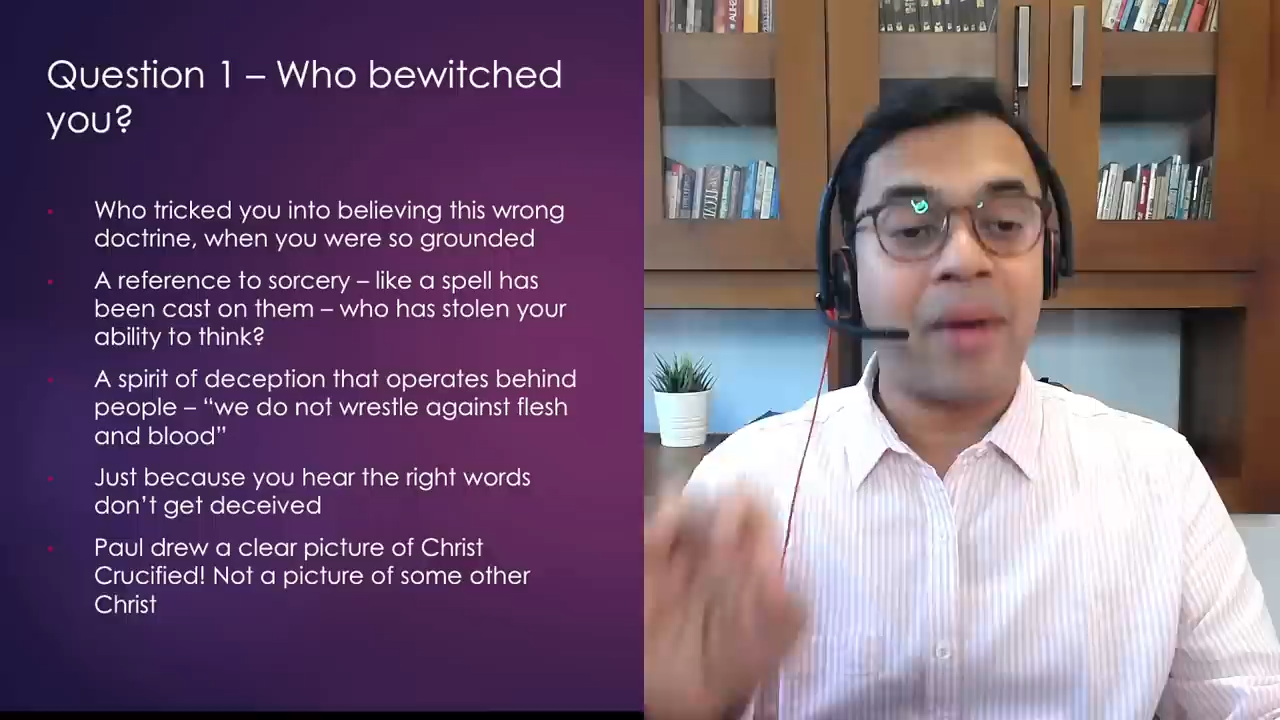 Question 1 – Who bewitched
you?
Who tricked you into believing this wrong
doctrine, when you were so grounded
A reference to sorcery – like a spell has
been cast on them – who has stolen your
ability to think?
A spirit of deception that operates behind
people – “we do not wrestle against flesh
and blood”
Just because you hear the right words
don’t get deceived
Paul drew a clear picture of Christ
Crucified! Not a picture of some other
Christ